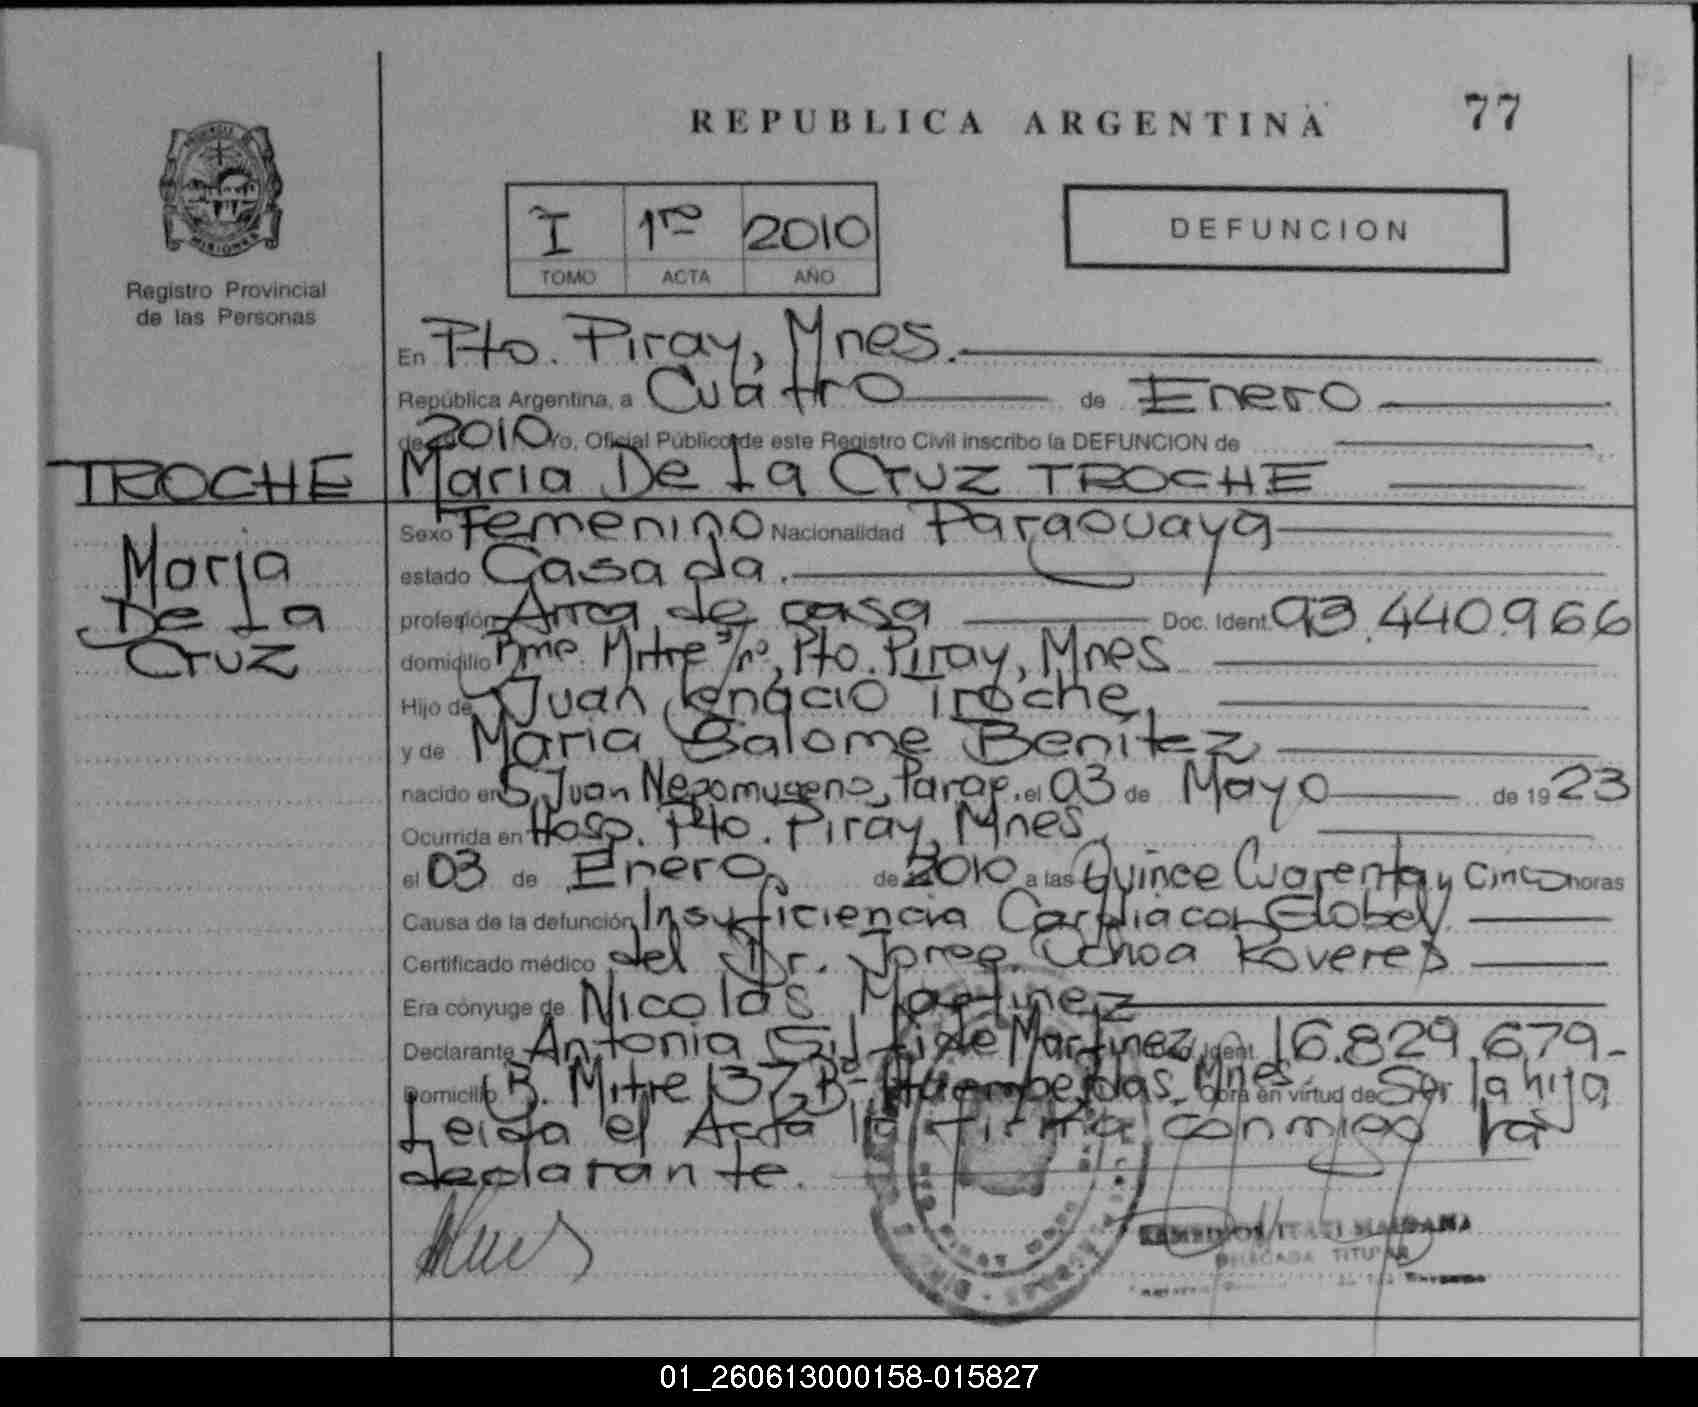 REPUBLICA ARGENTINA
77
I 1ro 2010
TOMO ACTA AÑO
DEFUNCION
MISIONES
Registro Provincial
de las Personas
En Pto. Piray, Mnes.
República Argentina, a Cuatro de Enero
de 2010 Yo, Oficial Público de este Registro Civil inscribo la DEFUNCION de
TROCHE
Maria De La Cruz TROCHE
Maria
De La
Cruz
Sexo Femenino Nacionalidad Paraguaya
estado Casada.
profesión Ama de casa Doc. Ident. 93.440.966
domicilio Bme. Mitre s/nº, Pto. Piray, Mnes
Hijo de Juan Ignacio Troche,
y de Maria Salome Benitez
nacido en S. Juan Nepomuceno, Parag. el 03 de Mayo de 1923
Ocurrida en Hosp. Pto. Piray, Mnes,
el 03 de Enero de 2010 a las Quince Cuarenta y Cinco horas
Causa de la defunción Insuficiencia Cardiaca Global.
Certificado médico del Dr. Jorge Ochoa Roveres
Era cónyuge de Nicolás Martinez
Declarante Antonia de Martinez Ident. 16.829.679-
Domicilio B. Mitre 137, Bº Mnes. Obra en virtud de Ser la hija
Leida el Acta la firma conmigo la
declarante.
REMEDIOS ITATI MAIDANA
DELEGADA TITULAR
01_260613000158-015827